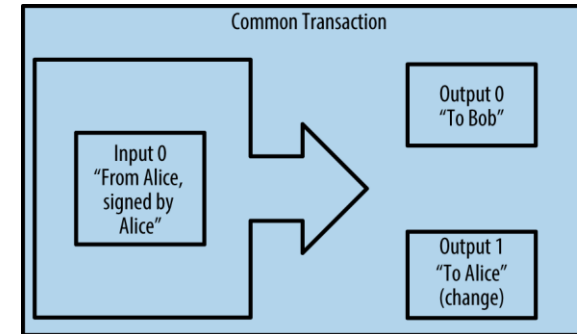 Common Transaction
Input 0
“From Alice,
signed by
Alice”
Output 0
“To Bob”
Output 1
“To Alice”
(change)